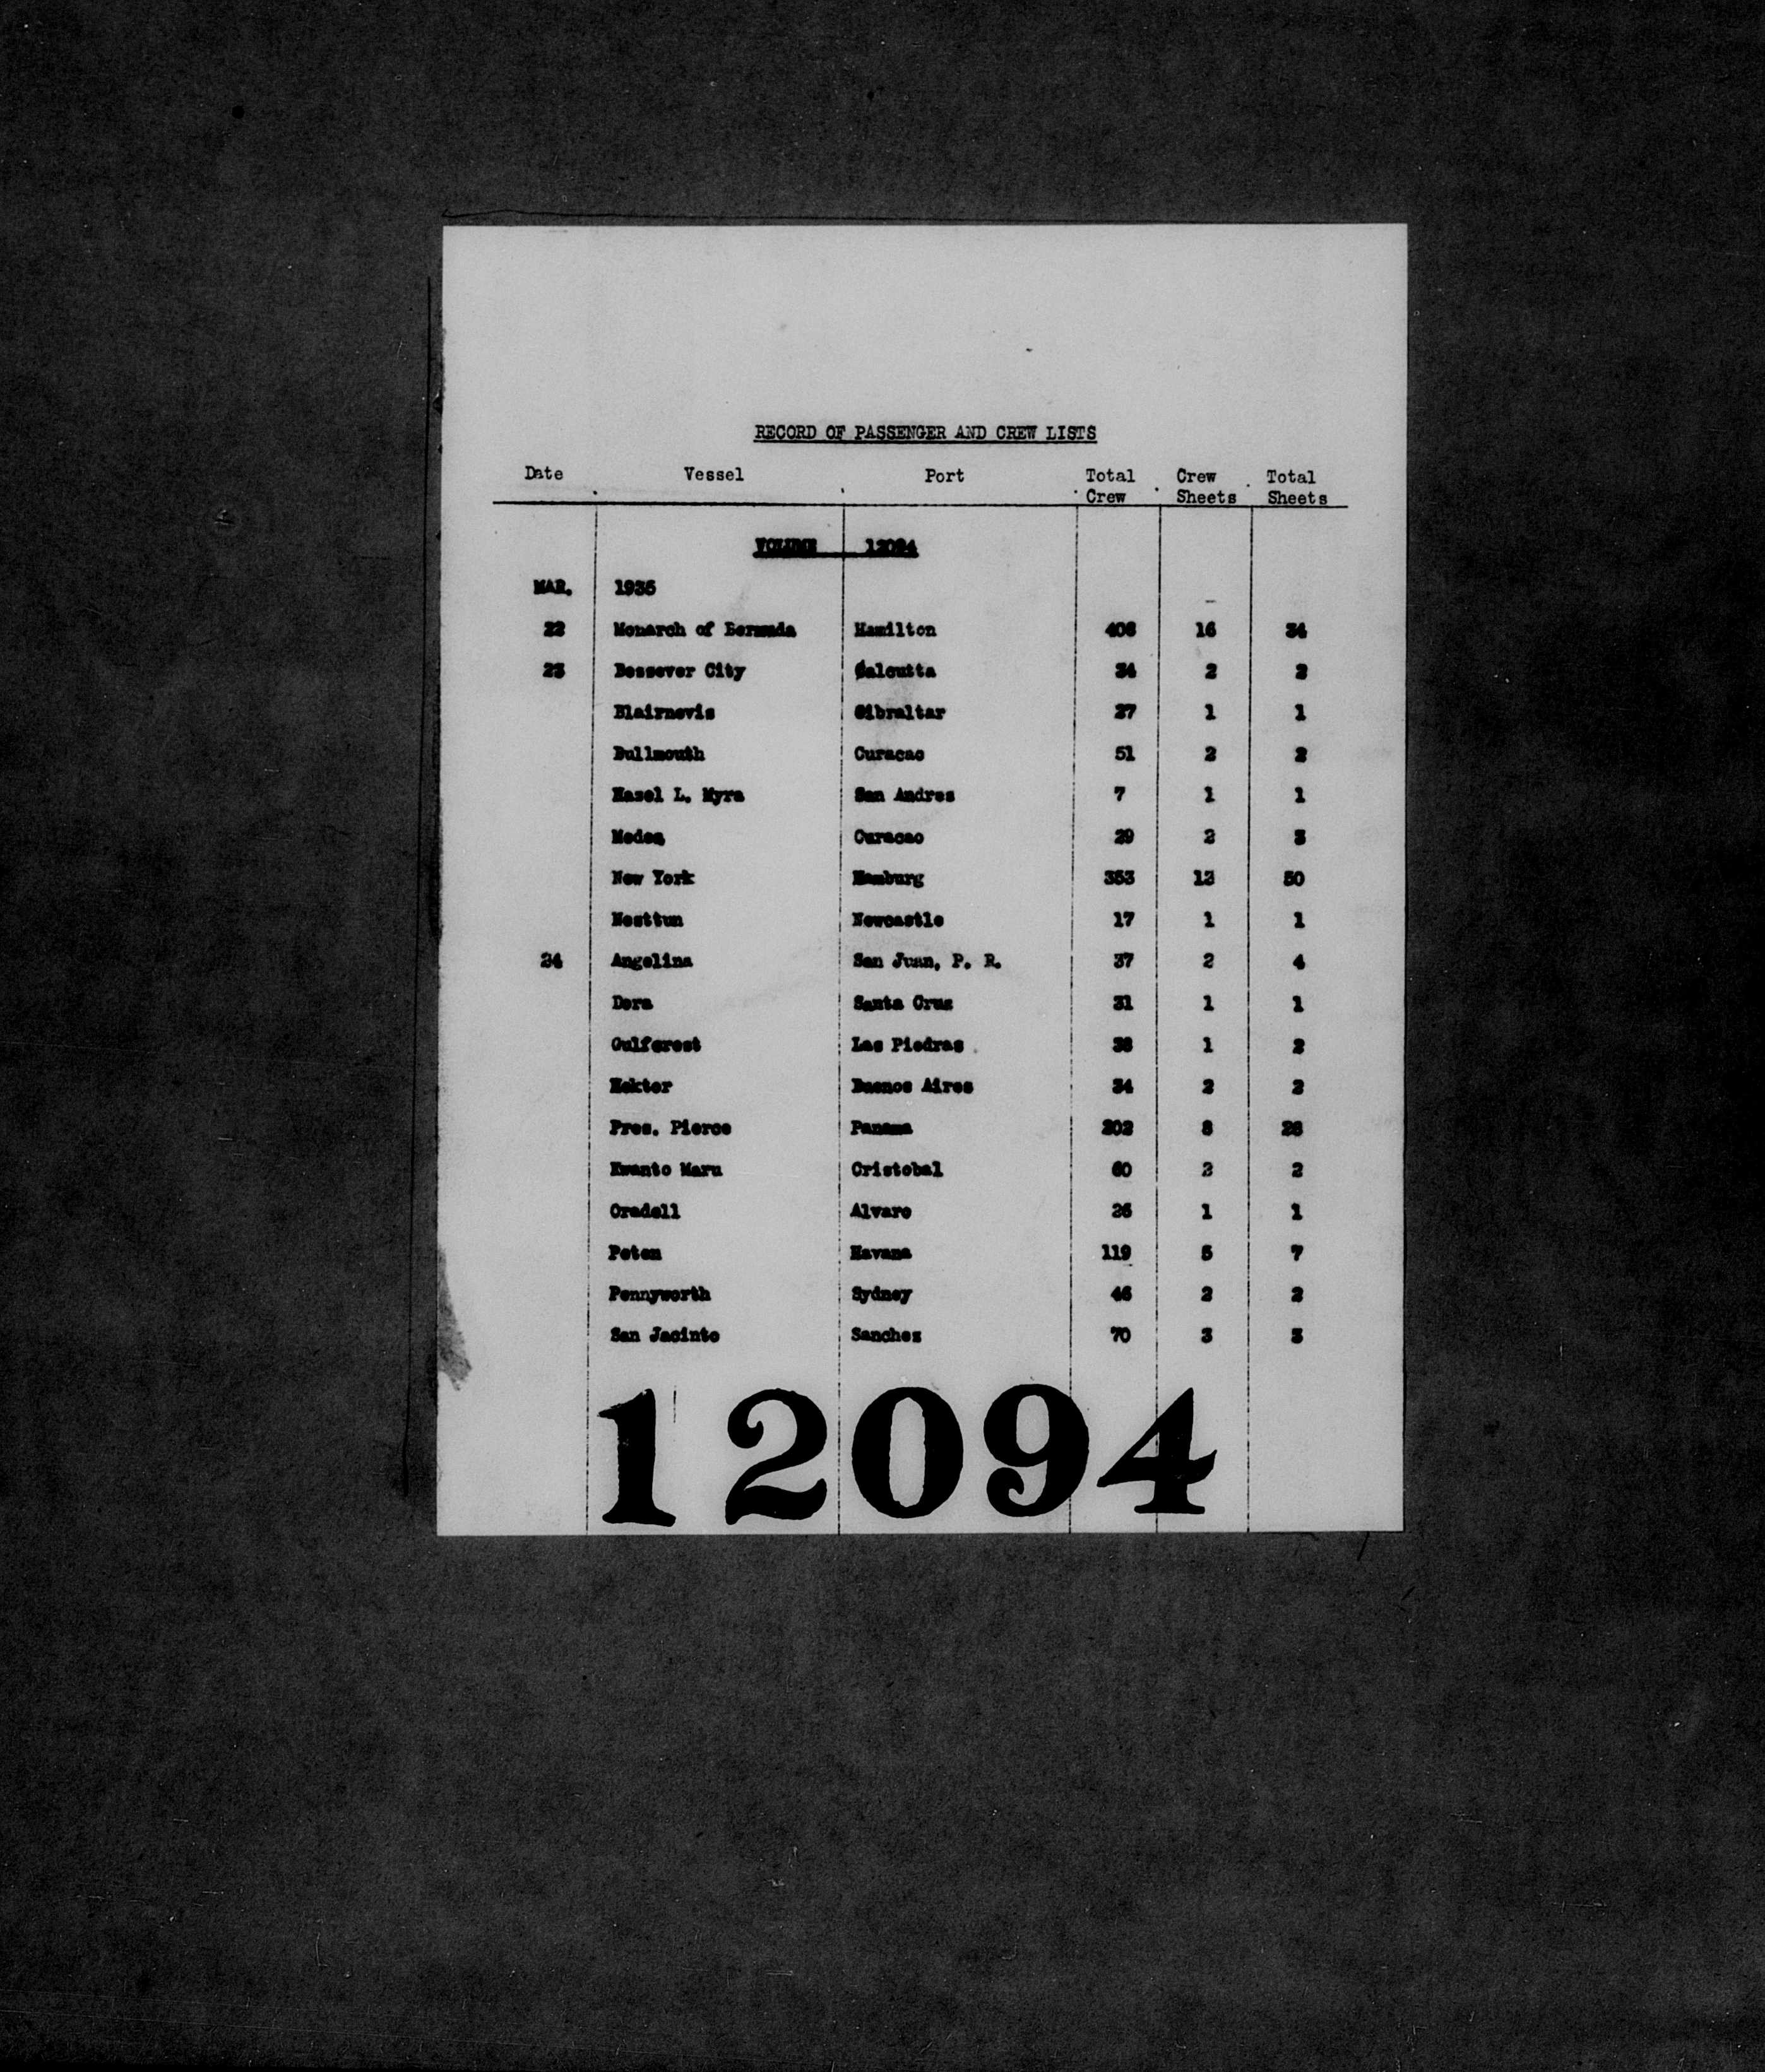 RECORD OF PASSENGER AND CREW LISTS
Date Vessel Port Total Crew Crew Sheets Total Sheets
VOLUME 12094
MAR. 1935
22 Monarch of Bermuda Hamilton 408 16 34
23 Bessever City Calcutta 34 2 2
Blairnevis Gibraltar 27 1 1
Bullmouth Curacao 51 2 2
Hazel L. Myra San Andres 7 1 1
Medea Curacao 29 2 3
New York Hamburg 353 13 50
Nesttun Newcastle 17 1 1
24 Angelina San Juan, P. R. 37 2 4
Dora Santa Cruz 31 1 1
Gulfcrest Las Piedras 38 1 2
Hektor Buenos Aires 34 2 2
Pres. Pierce Panama 202 8 28
Kwanto Maru Cristobal 60 2 2
Oradell Alvaro 26 1 1
Peten Havana 119 5 7
Pennyworth Sydney 46 2 2
San Jacinto Sanchez 70 3 3
12094